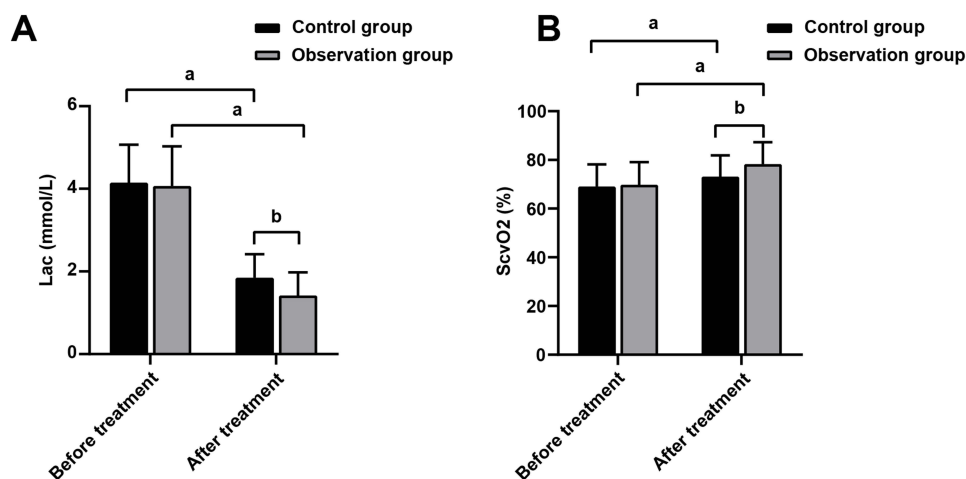 A
Control group
Observation group
a
a
b
Lac (mmol/L)
6
4
2
0
Before treatment
After treatment
B
Control group
Observation group
a
a
b
ScvO2 (%)
100
80
60
40
20
0
Before treatment
After treatment